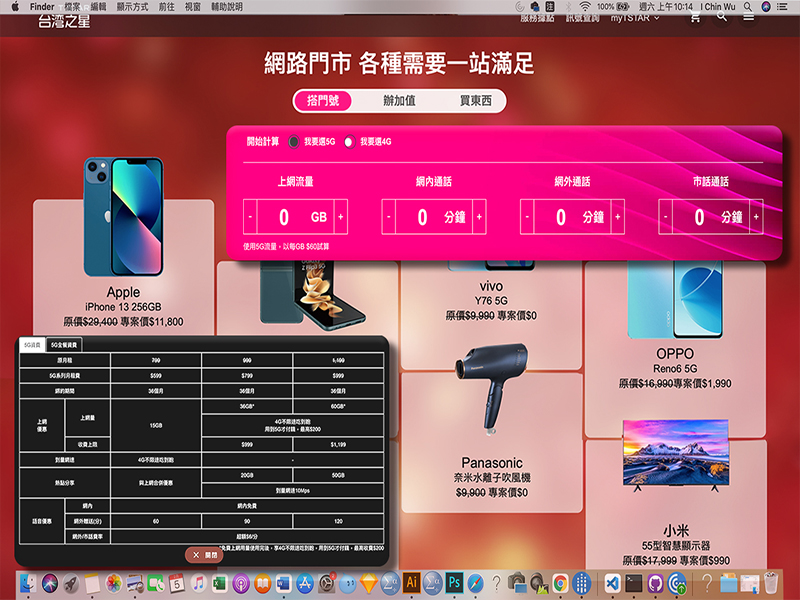 Finder 檔案 編輯 顯示方式 前往 視窗 輔助說明
100% 週六上午10:14 I Chin Wu
台灣之星
服務據點 訊號查詢 myTSTAR
網路門市 各種需要一站滿足
搭門號 辦加值 買東西
開始計算 我要選5G 我要選4G
上網流量 網內通話 網外通話 市話通話
- 0 GB + - 0 分鐘 + - 0 分鐘 + - 0 分鐘 +
使用5G流量,以每GB $60試算
Apple
iPhone 13 256GB
原價$29,400 專案價$11,800
vivo
Y76 5G
原價$9,990 專案價$0
OPPO
Reno6 5G
原價$16,990專案價$1,990
Panasonic
奈米水離子吹風機
$9,900 專案價$0
小米
55型智慧顯示器
原價$17,999 專案價$990
5G資費 5G全餐資費
原月租 799 999 1,199
5G系列月租費 $599 $799 $999
綁約期間 36個月 36個月 36個月
上網優惠 上網量 15GB 36GB* 60GB*
4G不限速吃到飽
用到5G才付錢,最高$200
收費上限 $999 $1,199
到量網速 4G不限速吃到飽 -
熱點分享 與上網合併優惠 20GB 50GB
到量網速10Mps
語音優惠 網內 網內免費
網外贈送(分) 60 90 120
網外/市話費率 超額$6/分
*免費上網用量使用完後,享4G不限速吃到飽,用到5G才付錢,最高收費$200
✕ 關閉
5
Ai
Ps